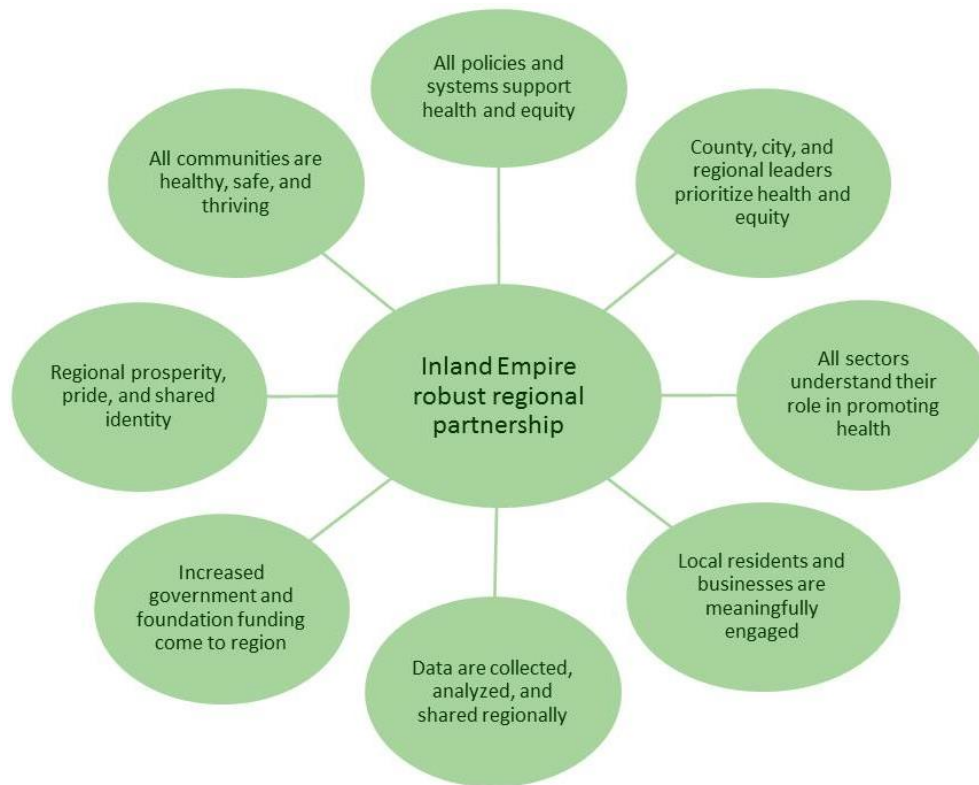 All policies and
systems support
health and equity
County, city, and
regional leaders
prioritize health and
equity
All sectors
understand their
role in promoting
health
Local residents and
businesses are
meaningfully
engaged
Data are collected,
analyzed, and
shared regionally
Increased
government and
foundation funding
come to region
Regional prosperity,
pride, and shared
identity
All communities are
healthy, safe, and
thriving
Inland Empire
robust regional
partnership